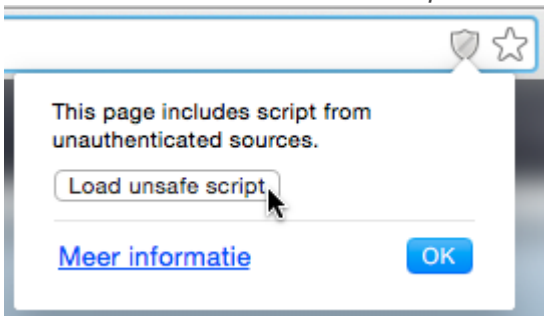 This page includes script from
unauthenticated sources.
Load unsafe script
Meer informatie
OK